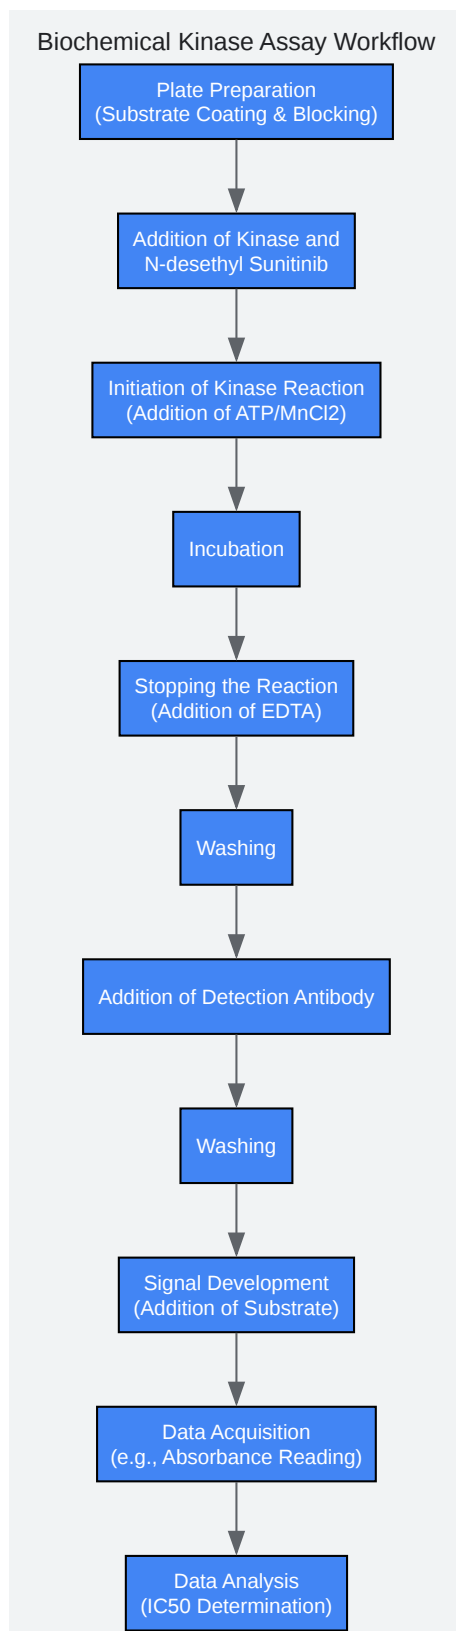 Biochemical Kinase Assay Workflow
Plate Preparation
(Substrate Coating & Blocking)
Addition of Kinase and
N-desethyl Sunitinib
Initiation of Kinase Reaction
(Addition of ATP/MnCl2)
Incubation
Stopping the Reaction
(Addition of EDTA)
Washing
Addition of Detection Antibody
Washing
Signal Development
(Addition of Substrate)
Data Acquisition
(e.g., Absorbance Reading)
Data Analysis
(IC50 Determination)